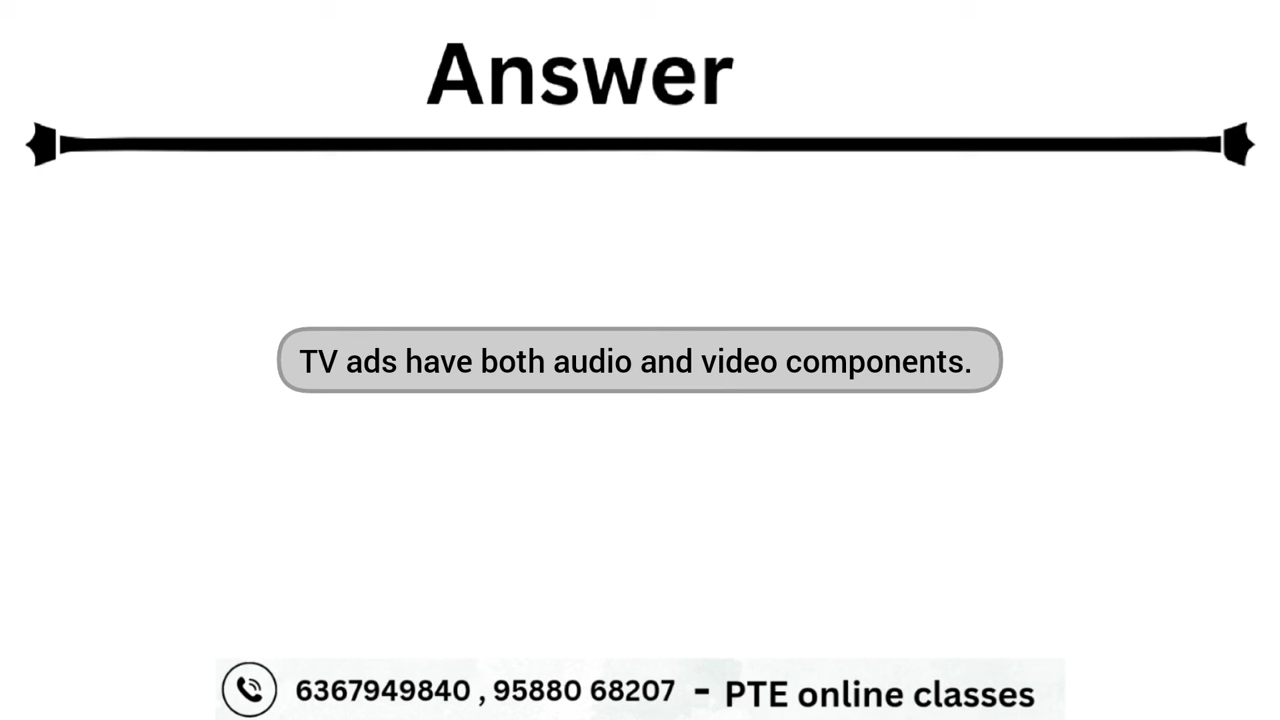 Answer
TV ads have both audio and video components.
6367949840 , 95880 68207 - PTE online classes